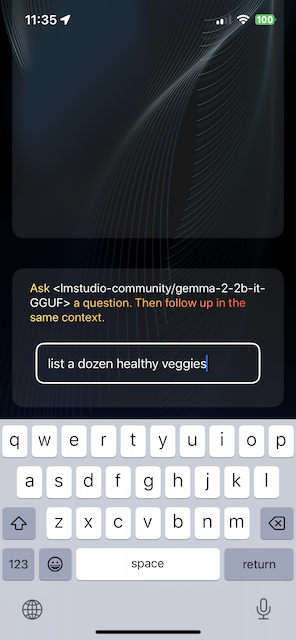 11:35
100
Ask <lmstudio-community/gemma-2-2b-it-
GGUF> a question. Then follow up in the
same context.
list a dozen healthy veggies
q w e r t y u i o p
a s d f g h j k l
z x c v b n m
123 space return